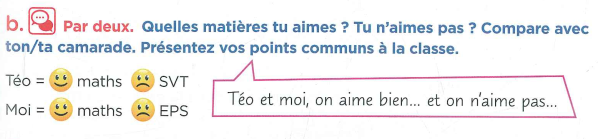 b. Par deux. Quelles matières tu aimes ? Tu n'aimes pas ? Compare avec
ton/ta camarade. Présentez vos points communs à la classe.
Téo = maths SVT
Moi = maths EPS
Téo et moi, on aime bien... et on n'aime pas...